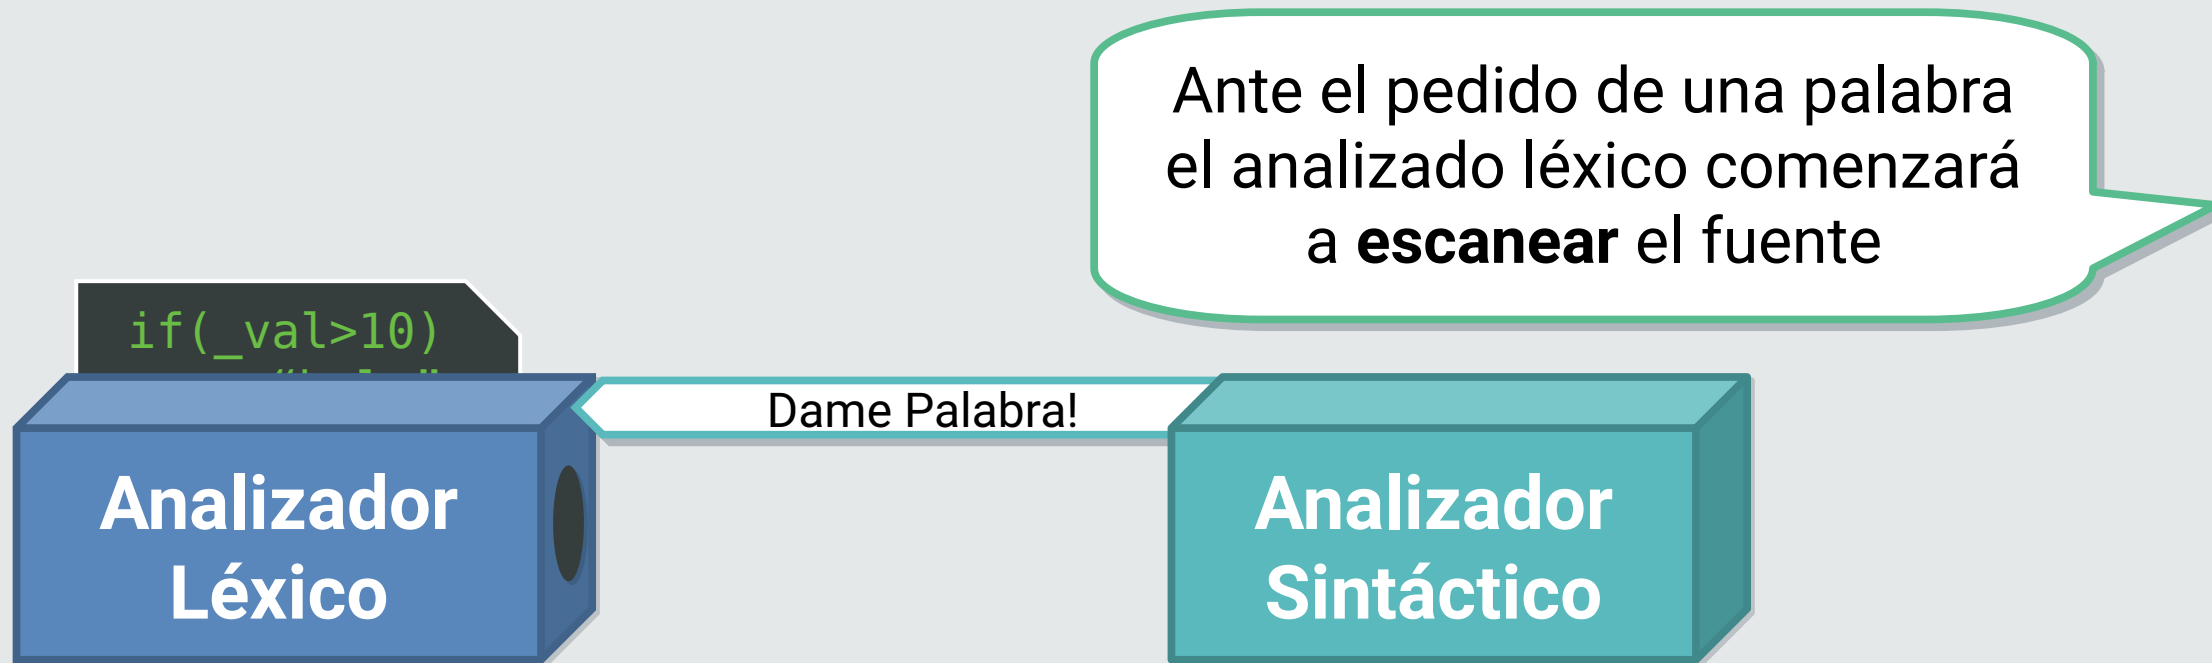 Ante el pedido de una palabra
el analizado léxico comenzará
a escanear el fuente
if(_val>10)
Dame Palabra!
Analizador
Léxico
Analizador
Sintáctico